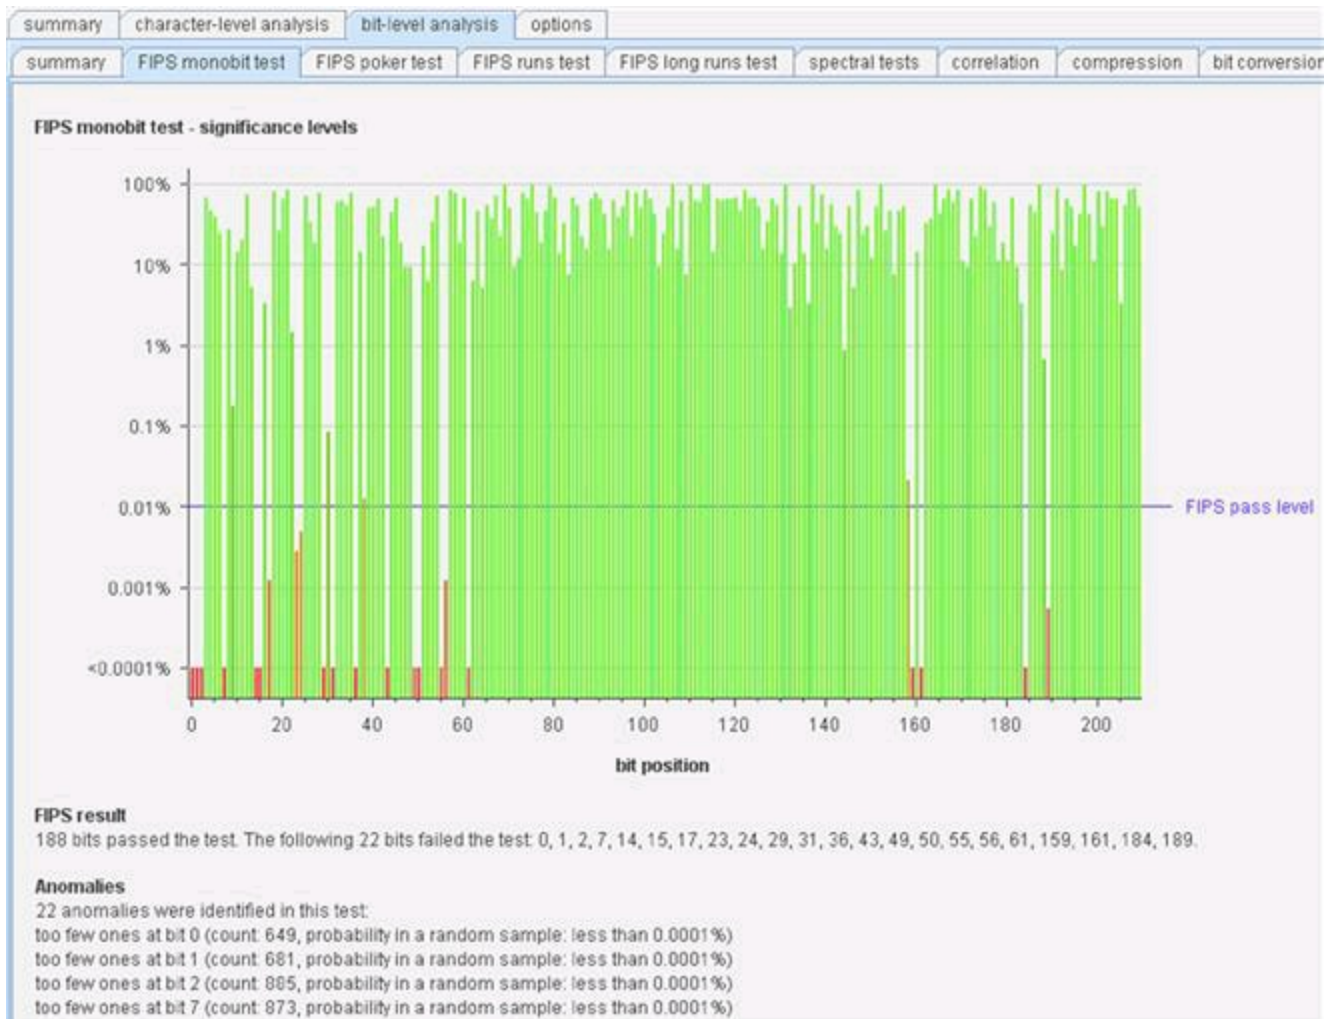 summary character-level analysis bit-level analysis options
summary FIPS monobit test FIPS poker test FIPS runs test FIPS long runs test spectral tests correlation compression bit conversion
FIPS monobit test - significance levels
100%
10%
1%
0.1%
0.01%
FIPS pass level
0.001%
<0.0001%
0 20 40 60 80 100 120 140 160 180 200
bit position
FIPS result
188 bits passed the test. The following 22 bits failed the test: 0, 1, 2, 7, 14, 15, 17, 23, 24, 29, 31, 36, 43, 49, 50, 55, 56, 61, 159, 161, 184, 189.
Anomalies
22 anomalies were identified in this test:
too few ones at bit 0 (count: 649, probability in a random sample: less than 0.0001%)
too few ones at bit 1 (count: 681, probability in a random sample: less than 0.0001%)
too few ones at bit 2 (count: 885, probability in a random sample: less than 0.0001%)
too few ones at bit 7 (count: 873, probability in a random sample: less than 0.0001%)